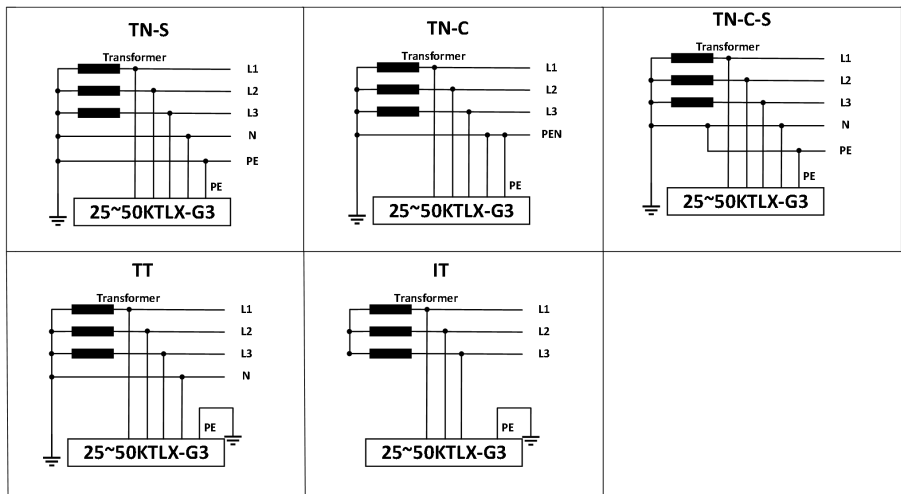 TN-S
Transformer
L1
L2
L3
N
PE
PE
25~50KTLX-G3
TN-C
Transformer
L1
L2
L3
PEN
PE
25~50KTLX-G3
TN-C-S
Transformer
L1
L2
L3
N
PE
PE
25~50KTLX-G3
TT
Transformer
L1
L2
L3
N
PE
25~50KTLX-G3
IT
Transformer
L1
L2
L3
PE
25~50KTLX-G3